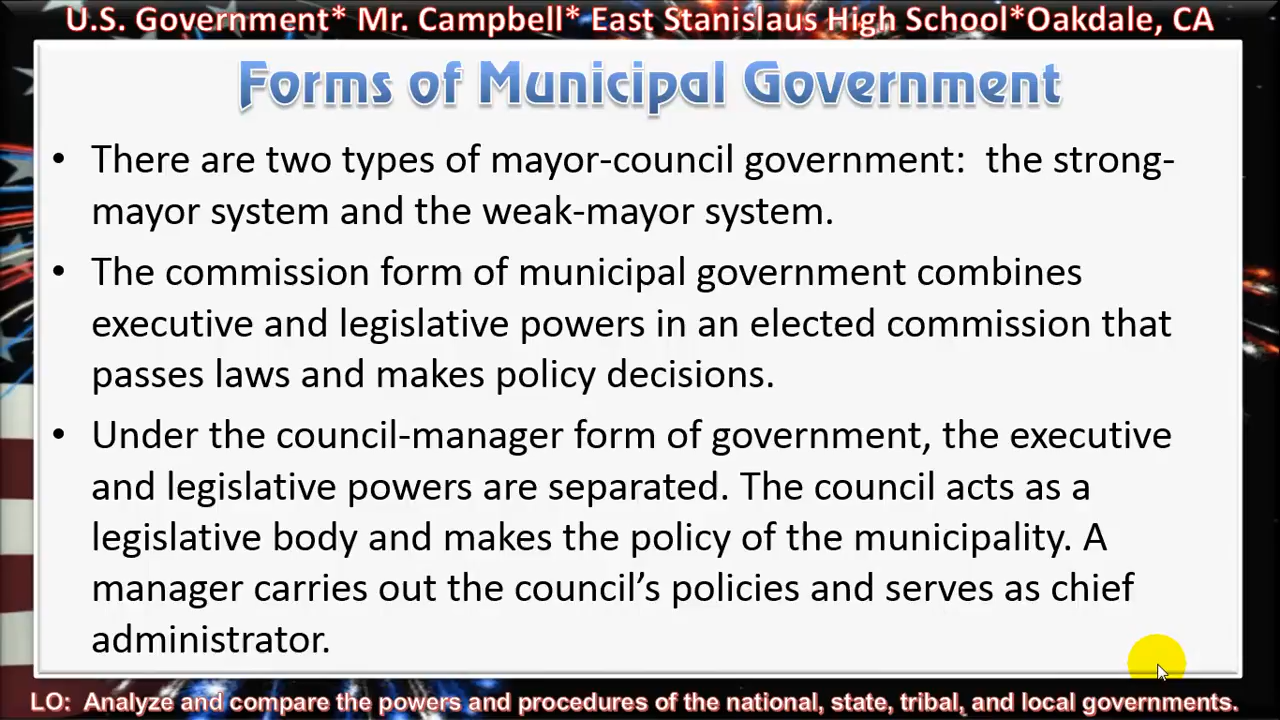 U.S. Government* Mr. Campbell* East Stanislaus High School*Oakdale, CA
Forms of Municipal Government
• There are two types of mayor-council government:  the strong-
mayor system and the weak-mayor system.
• The commission form of municipal government combines
executive and legislative powers in an elected commission that
passes laws and makes policy decisions.
• Under the council-manager form of government, the executive
and legislative powers are separated. The council acts as a
legislative body and makes the policy of the municipality. A
manager carries out the council’s policies and serves as chief
administrator.
LO:  Analyze and compare the powers and procedures of the national, state, tribal, and local governments.